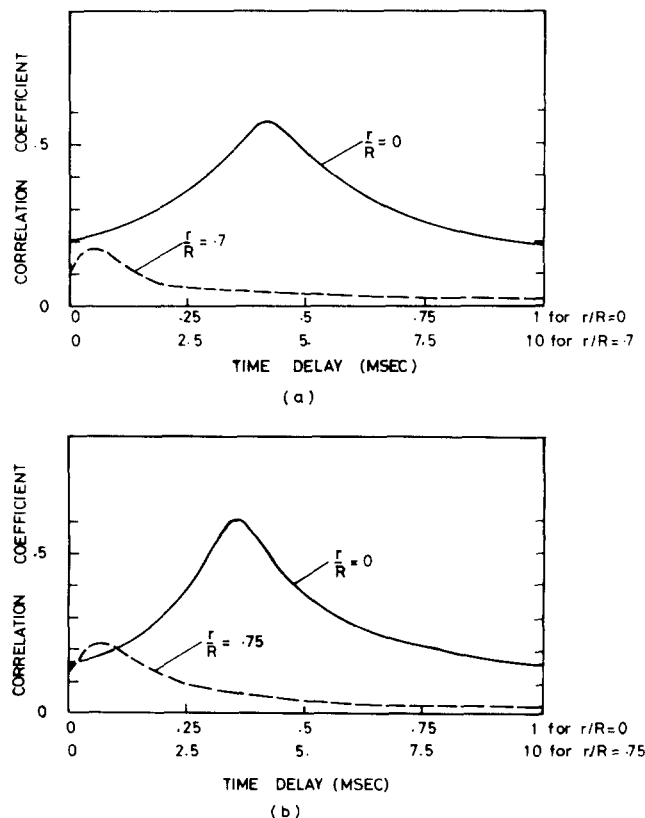 CORRELATION COEFFICIENT
.5
0
r/R = 0
r/R = .7
0 .25 .5 .75 1 for r/R=0
0 2.5 5. 7.5 10 for r/R=.7
TIME DELAY (MSEC)
(a)
CORRELATION COEFFICIENT
.5
0
r/R = 0
r/R = .75
0 .25 .5 .75 1 for r/R=0
0 2.5 5. 7.5 10 for r/R=.75
TIME DELAY (MSEC)
(b)